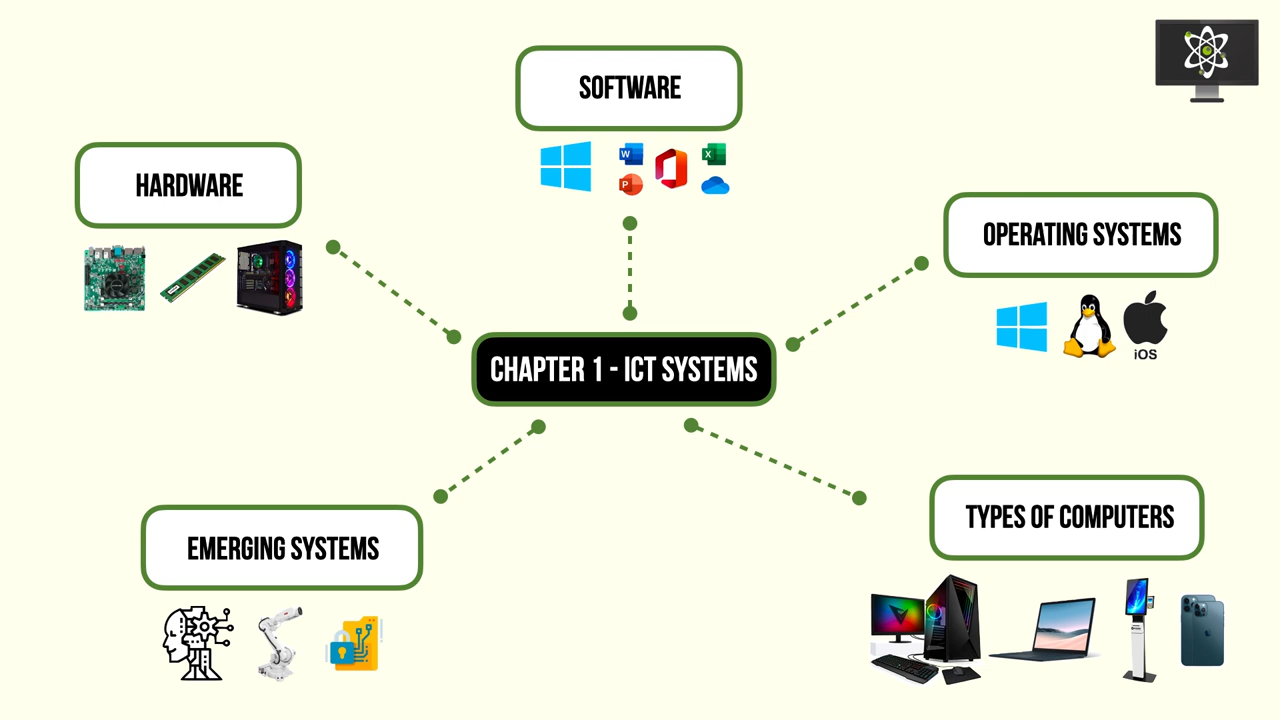 SOFTWARE
HARDWARE
W
X
P
OPERATING SYSTEMS
iOS
CHAPTER 1 - ICT SYSTEMS
EMERGING SYSTEMS
TYPES OF COMPUTERS